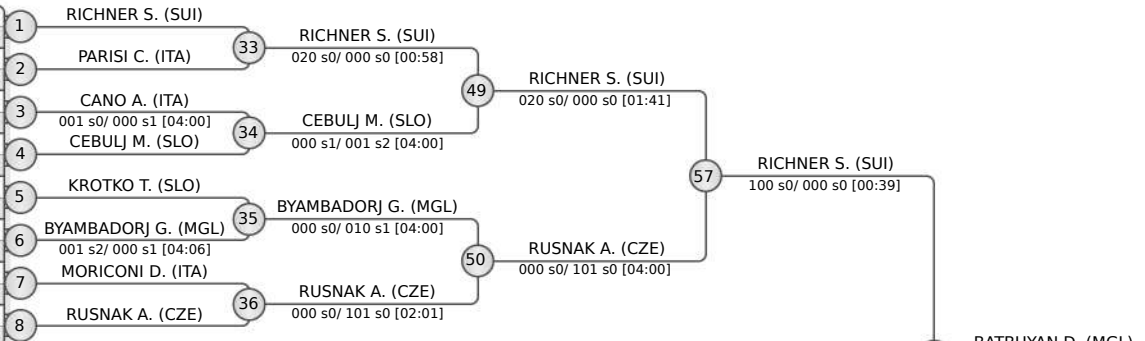 1
RICHNER S. (SUI)
2
PARISI C. (ITA)
3
CANO A. (ITA)
001 s0/ 000 s1 [04:00]
4
CEBULJ M. (SLO)
5
KROTKO T. (SLO)
6
BYAMBADORJ G. (MGL)
001 s2/ 000 s1 [04:06]
7
MORICONI D. (ITA)
8
RUSNAK A. (CZE)
33
RICHNER S. (SUI)
020 s0/ 000 s0 [00:58]
34
CEBULJ M. (SLO)
000 s1/ 001 s2 [04:00]
35
BYAMBADORJ G. (MGL)
000 s0/ 010 s1 [04:00]
36
RUSNAK A. (CZE)
000 s0/ 101 s0 [02:01]
49
RICHNER S. (SUI)
020 s0/ 000 s0 [01:41]
50
RUSNAK A. (CZE)
000 s0/ 101 s0 [04:00]
57
RICHNER S. (SUI)
100 s0/ 000 s0 [00:39]